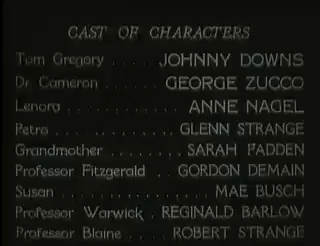 CAST OF CHARACTERS
Tom Gregory ..... JOHNNY DOWNS
Dr. Cameron ....... GEORGE ZUCCO
Lenora ............ ANNE NAGEL
Petro ............. GLENN STRANGE
Grandmother ........ SARAH PADDEN
Professor Fitzgerald .. GORDON DEMAIN
Susan ................ MAE BUSCH
Professor Warwick . REGINALD BARLOW
Professor Blaine .... ROBERT STRANGE